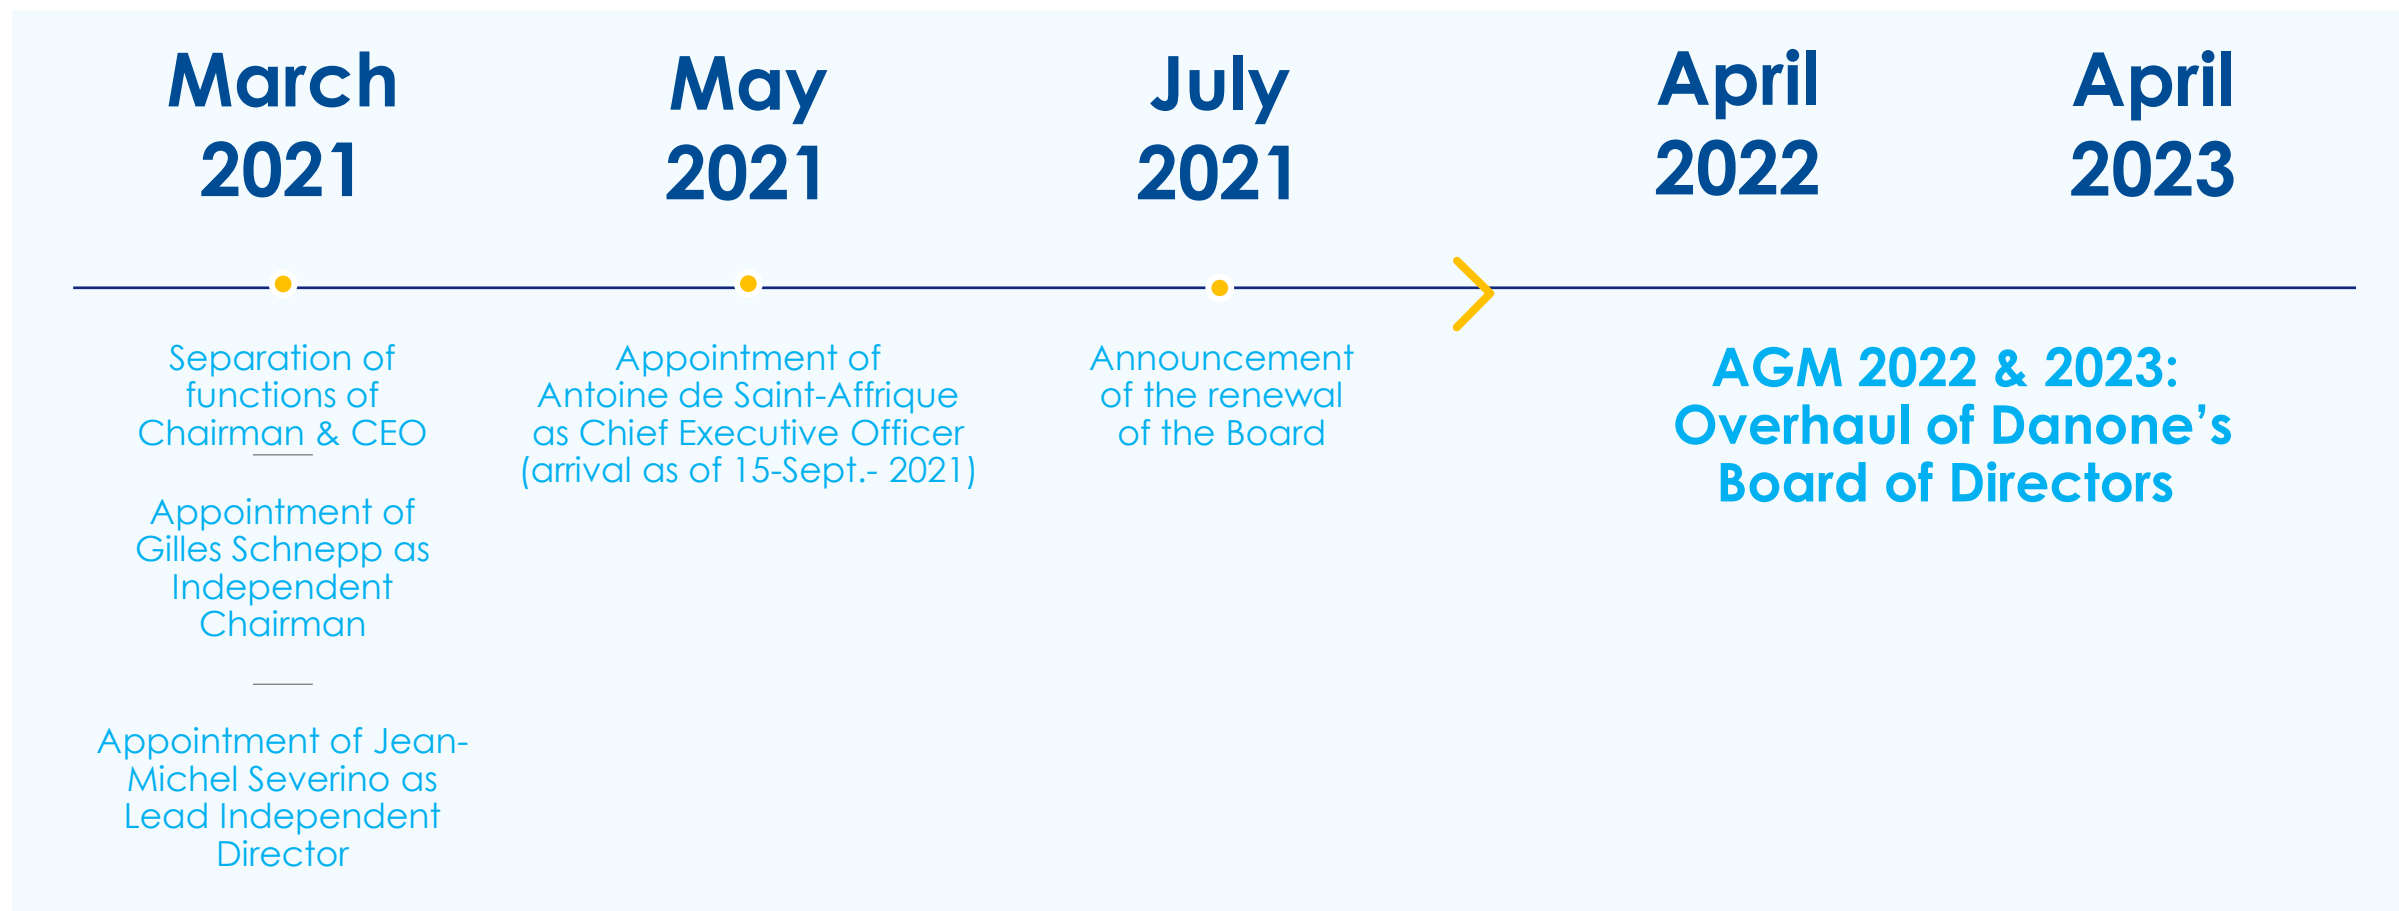 March
2021
May
2021
July
2021
April
2022
April
2023
Separation of
functions of
Chairman & CEO
Appointment of
Gilles Schnepp as
Independent
Chairman
Appointment of Jean-
Michel Severino as
Lead Independent
Director
Appointment of
Antoine de Saint-Affrique
as Chief Executive Officer
(arrival as of 15-Sept.- 2021)
Announcement
of the renewal
of the Board
AGM 2022 & 2023:
Overhaul of Danone’s
Board of Directors